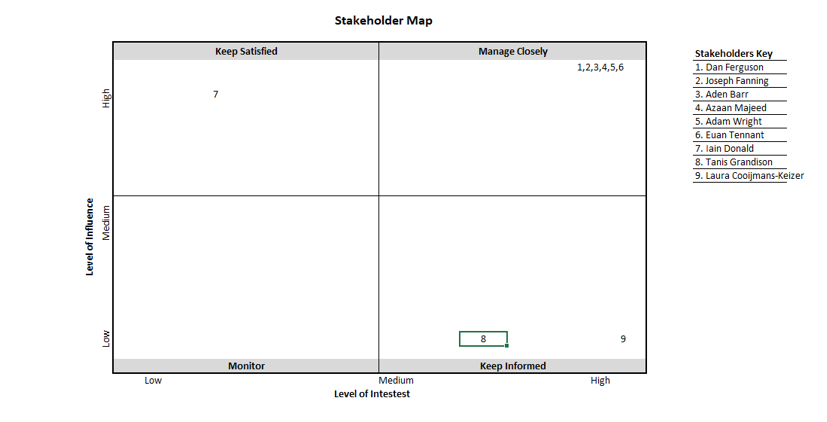 Stakeholder Map
Keep Satisfied
Manage Closely
1,2,3,4,5,6
7
8
9
Monitor
Keep Informed
High
Medium
Low
Level of Influence
Low
Medium
High
Level of Intestest
Stakeholders Key
1. Dan Ferguson
2. Joseph Fanning
3. Aden Barr
4. Azaan Majeed
5. Adam Wright
6. Euan Tennant
7. Iain Donald
8. Tanis Grandison
9. Laura Cooijmans-Keizer